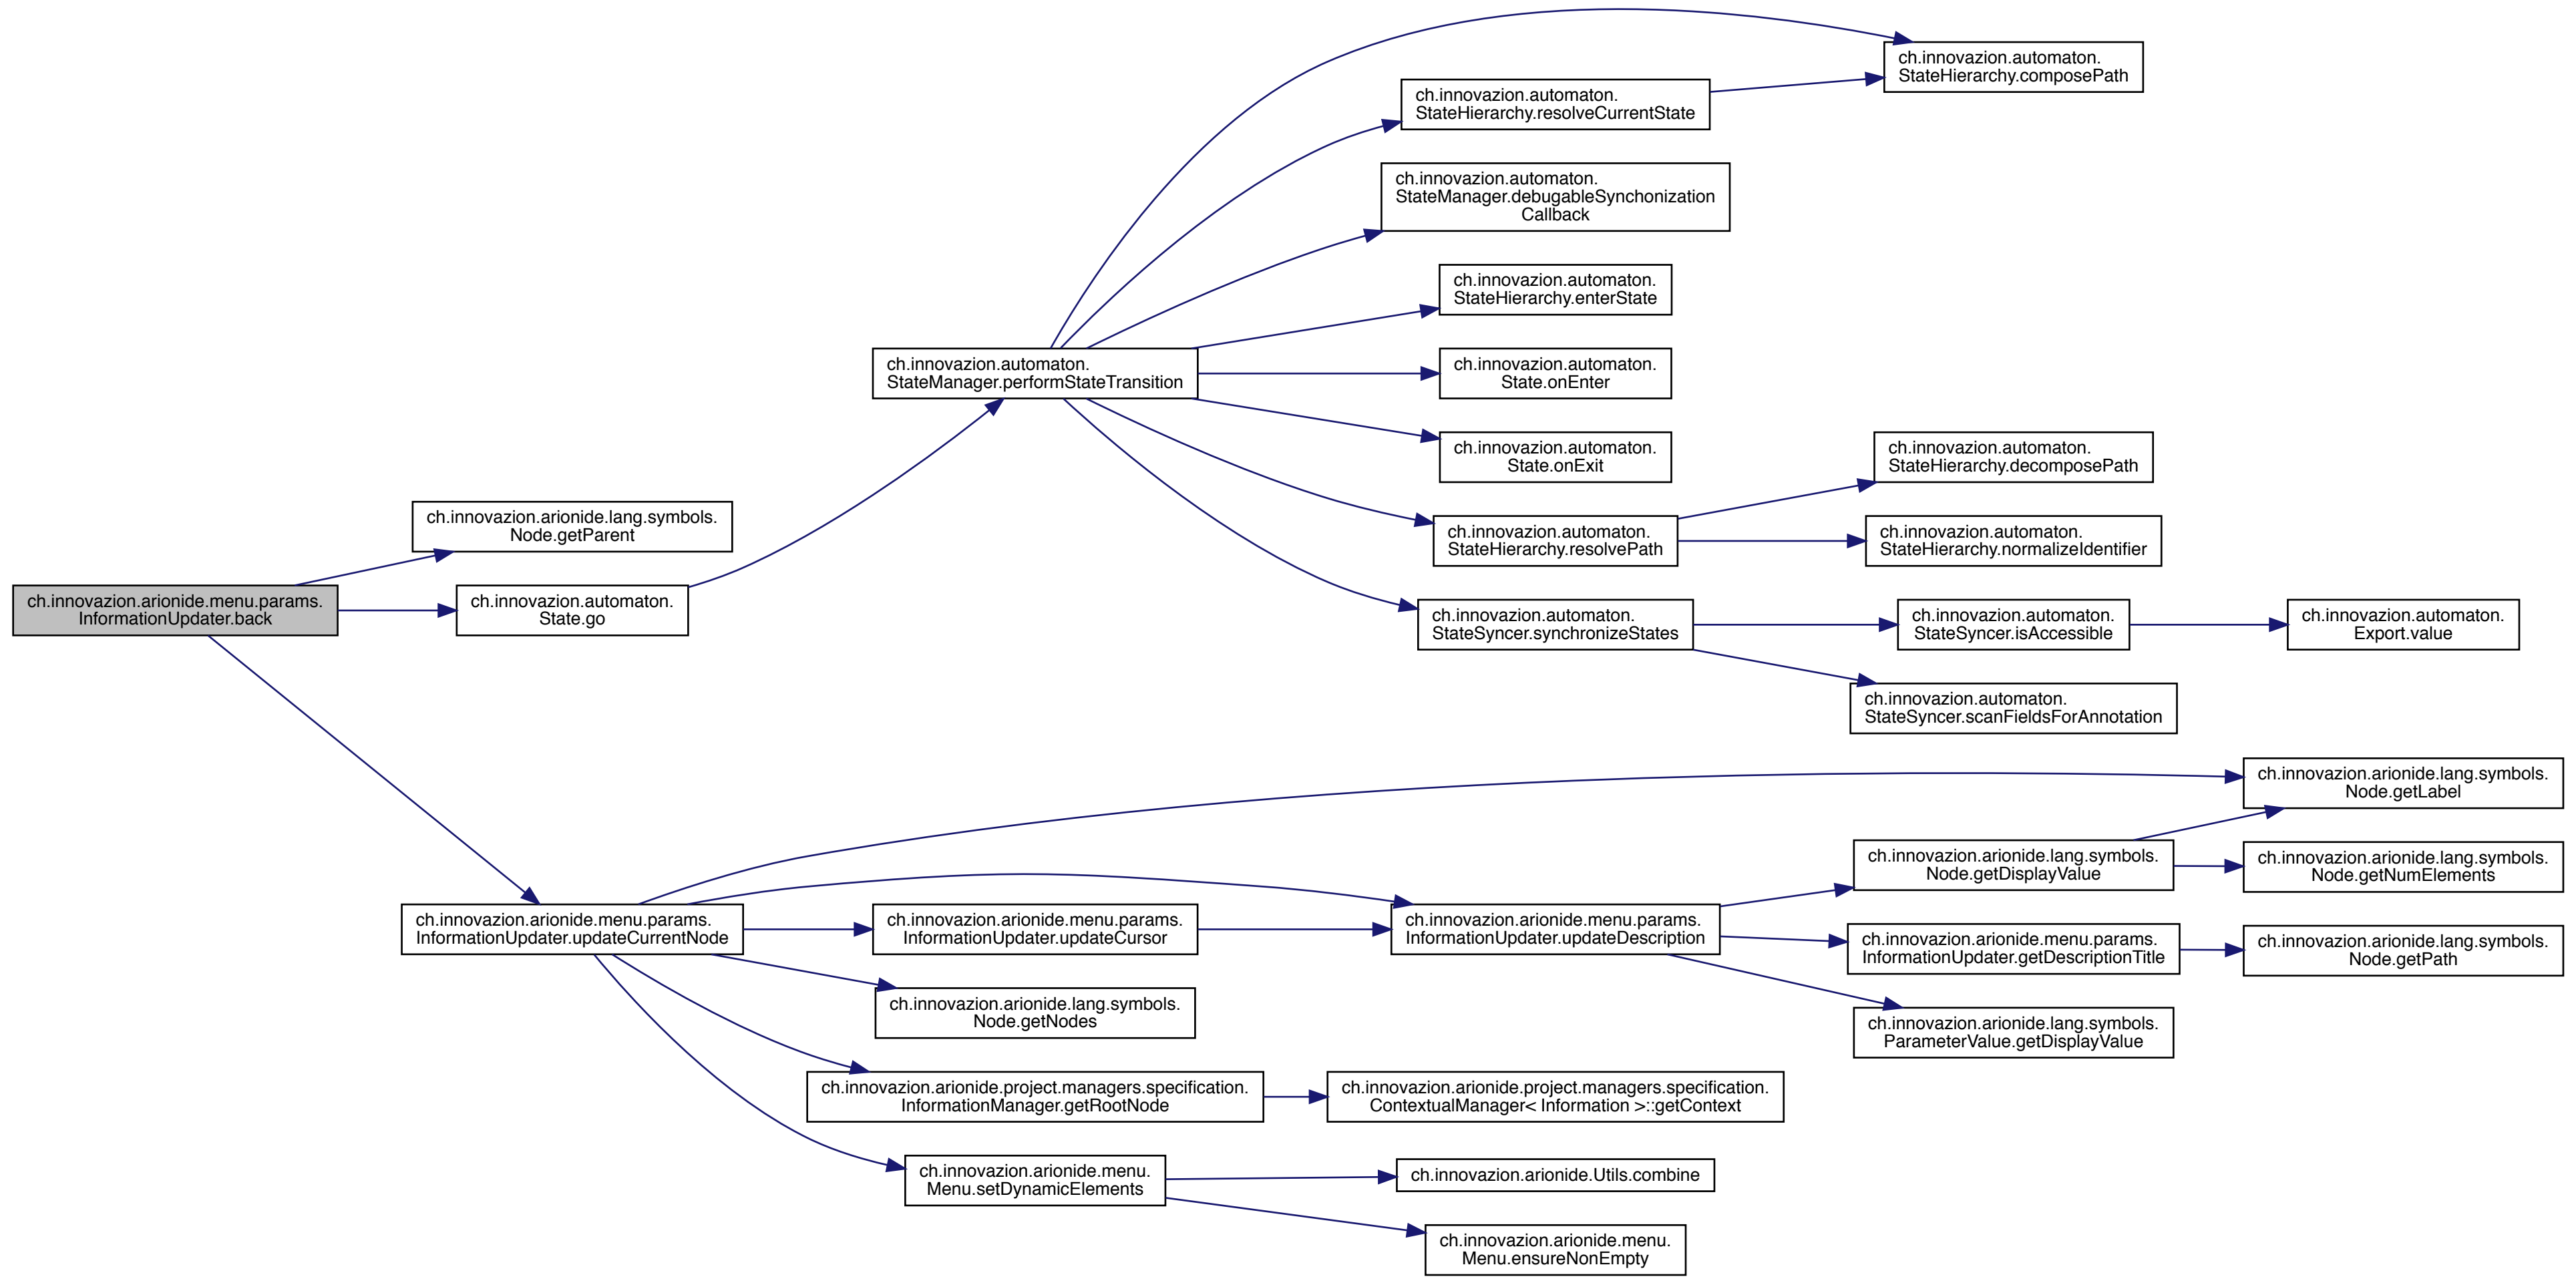 ch.innovazion.automaton.
StateHierarchy.composePath
ch.innovazion.automaton.
StateHierarchy.resolveCurrentState
ch.innovazion.automaton.
StateManager.debugableSynchonization
Callback
ch.innovazion.automaton.
StateHierarchy.enterState
ch.innovazion.automaton.
StateManager.performStateTransition
ch.innovazion.automaton.
State.onEnter
ch.innovazion.automaton.
State.onExit
ch.innovazion.automaton.
StateHierarchy.decomposePath
ch.innovazion.arionide.lang.symbols.
Node.getParent
ch.innovazion.automaton.
StateHierarchy.resolvePath
ch.innovazion.automaton.
StateHierarchy.normalizeIdentifier
ch.innovazion.arionide.menu.params.
InformationUpdater.back
ch.innovazion.automaton.
State.go
ch.innovazion.automaton.
StateSyncer.synchronizeStates
ch.innovazion.automaton.
StateSyncer.isAccessible
ch.innovazion.automaton.
Export.value
ch.innovazion.automaton.
StateSyncer.scanFieldsForAnnotation
ch.innovazion.arionide.lang.symbols.
Node.getLabel
ch.innovazion.arionide.lang.symbols.
Node.getDisplayValue
ch.innovazion.arionide.lang.symbols.
Node.getNumElements
ch.innovazion.arionide.menu.params.
InformationUpdater.updateCurrentNode
ch.innovazion.arionide.menu.params.
InformationUpdater.updateCursor
ch.innovazion.arionide.menu.params.
InformationUpdater.updateDescription
ch.innovazion.arionide.menu.params.
InformationUpdater.getDescriptionTitle
ch.innovazion.arionide.lang.symbols.
Node.getPath
ch.innovazion.arionide.lang.symbols.
Node.getNodes
ch.innovazion.arionide.lang.symbols.
ParameterValue.getDisplayValue
ch.innovazion.arionide.project.managers.specification.
InformationManager.getRootNode
ch.innovazion.arionide.project.managers.specification.
ContextualManager< Information >::getContext
ch.innovazion.arionide.menu.
Menu.setDynamicElements
ch.innovazion.arionide.Utils.combine
ch.innovazion.arionide.menu.
Menu.ensureNonEmpty